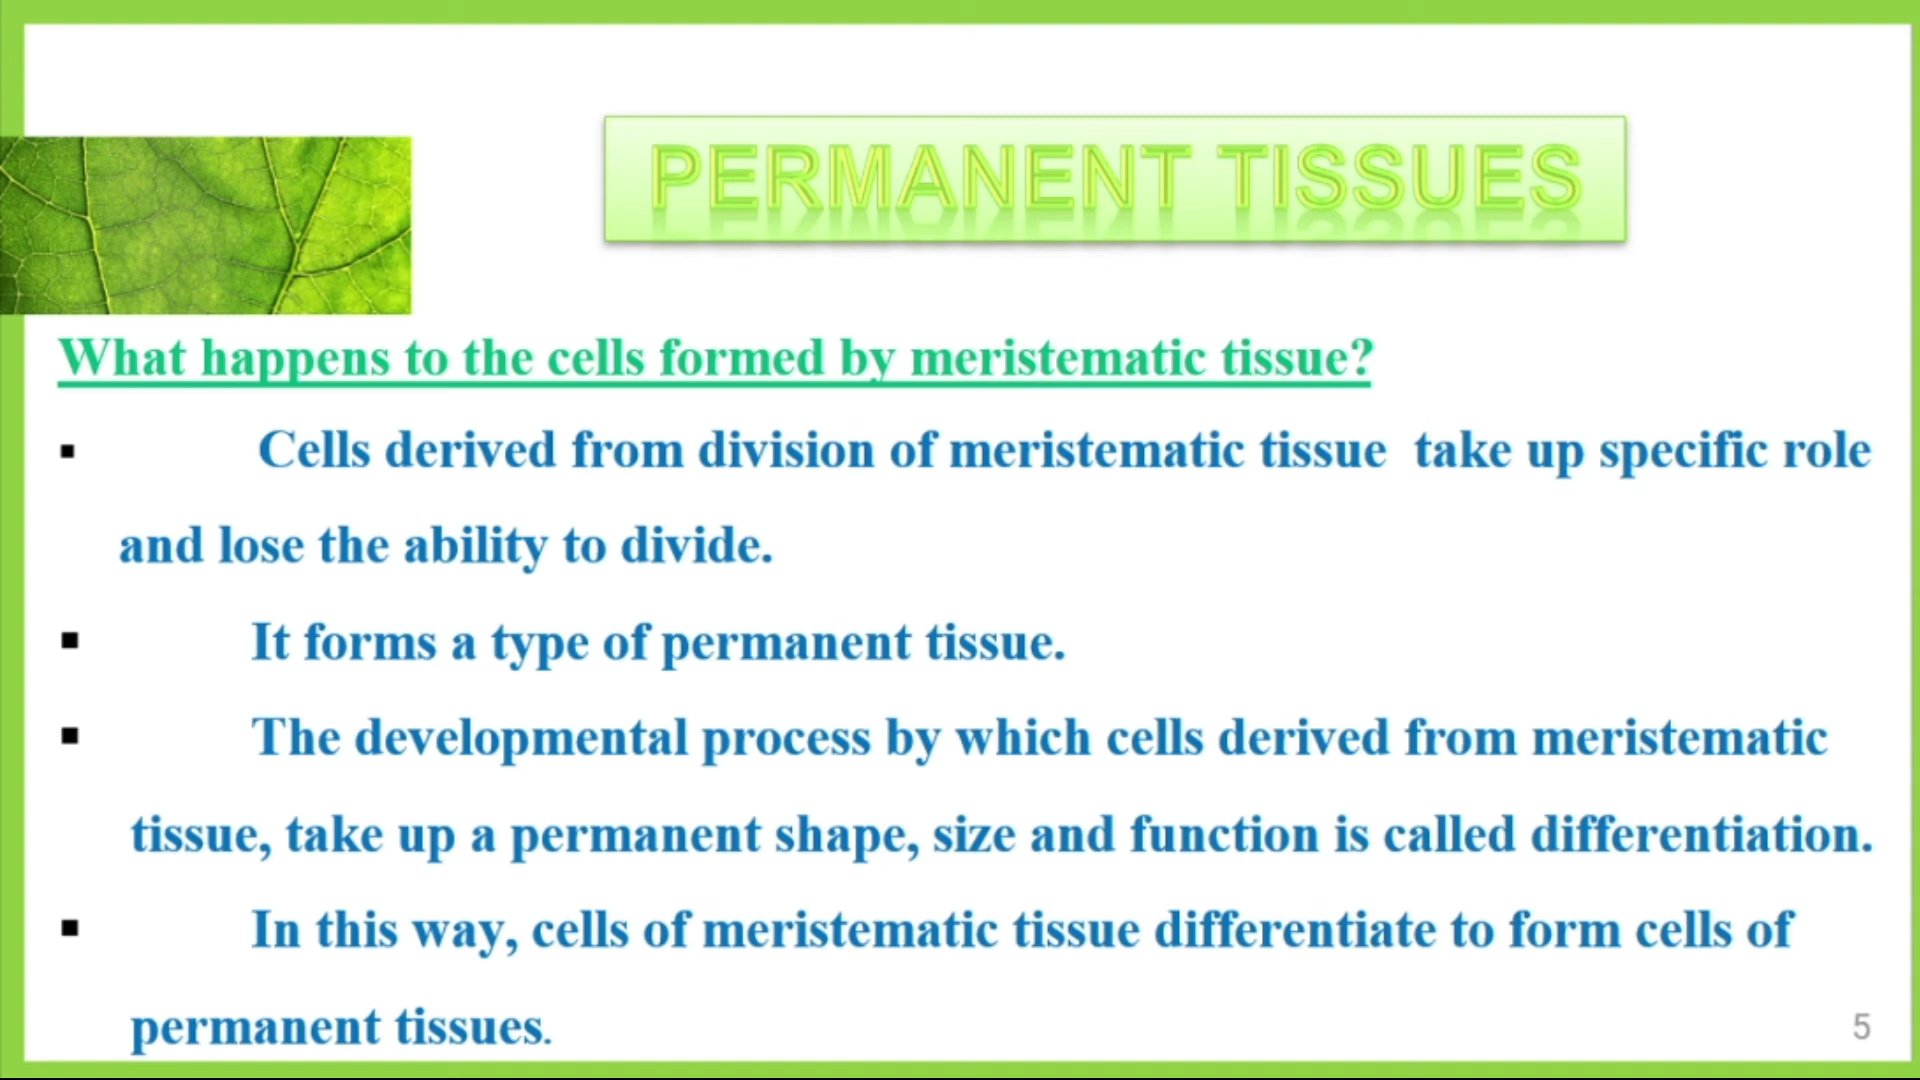 PERMANENT TISSUES
What happens to the cells formed by meristematic tissue?
▪ Cells derived from division of meristematic tissue take up specific role
and lose the ability to divide.
▪ It forms a type of permanent tissue.
▪ The developmental process by which cells derived from meristematic
tissue, take up a permanent shape, size and function is called differentiation.
▪ In this way, cells of meristematic tissue differentiate to form cells of
permanent tissues.
5